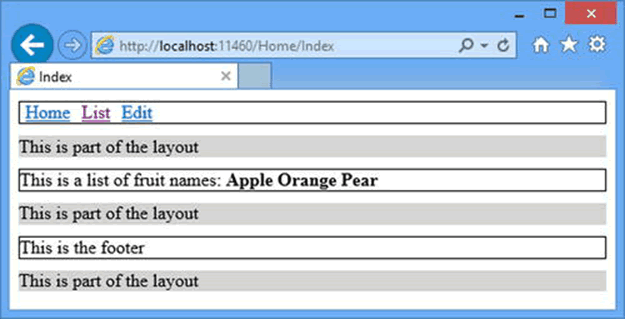 http://localhost:11460/Home/Index
Index
Home List Edit
This is part of the layout
This is a list of fruit names: Apple Orange Pear
This is part of the layout
This is the footer
This is part of the layout